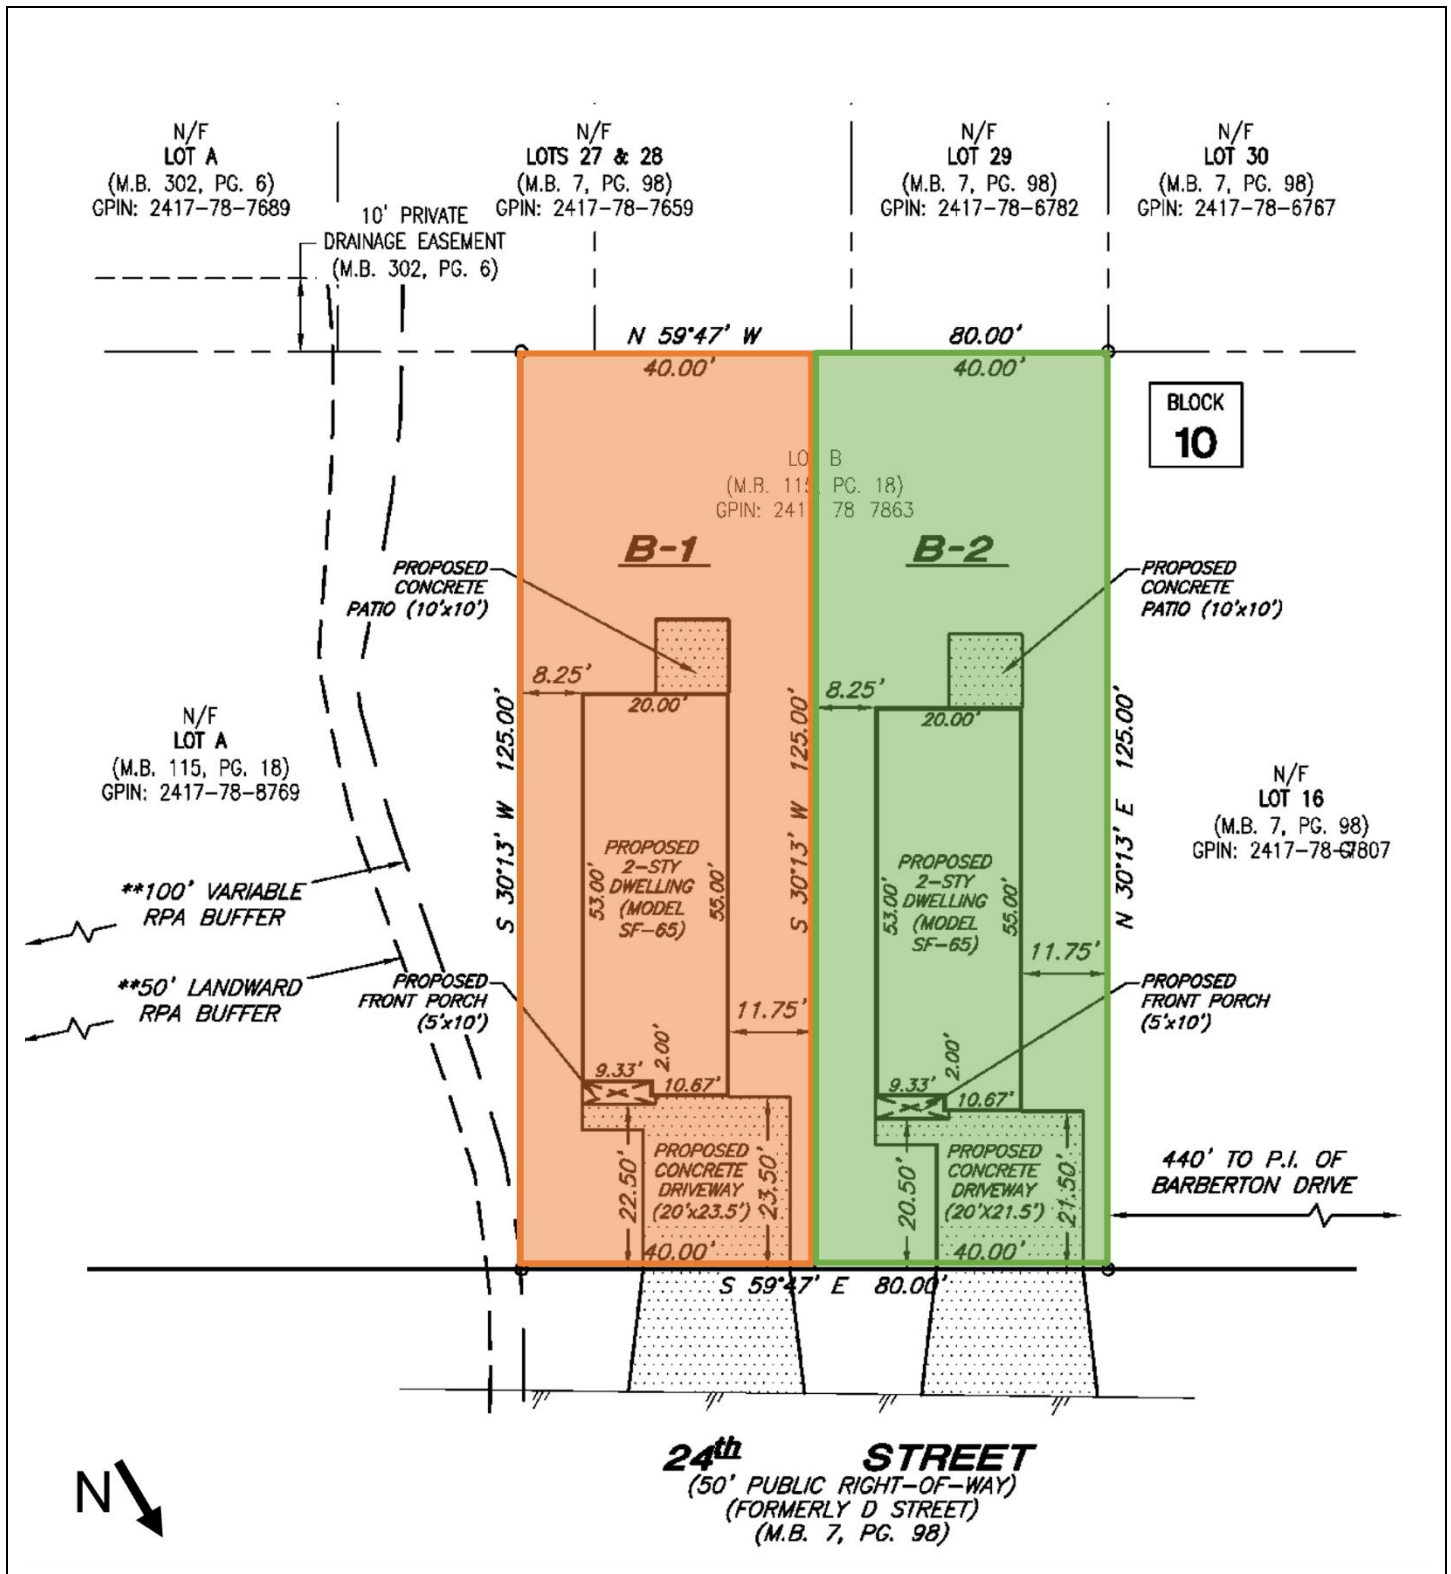 N/F
LOT A
(M.B. 302, PG. 6)
GPIN: 2417-78-7689
10' PRIVATE
DRAINAGE EASEMENT
(M.B. 302, PG. 6)
N/F
LOTS 27 & 28
(M.B. 7, PG. 98)
GPIN: 2417-78-7659
N/F
LOT 29
(M.B. 7, PG. 98)
GPIN: 2417-78-6782
N/F
LOT 30
(M.B. 7, PG. 98)
GPIN: 2417-78-6767
N 59°47' W 80.00'
40.00'
40.00'
BLOCK
10
LOT B
(M.B. 115, PG. 18)
GPIN: 2417 78 7863
B-1
B-2
PROPOSED
CONCRETE
PATIO (10'x10')
PROPOSED
CONCRETE
PATIO (10'x10')
8.25'
20.00'
8.25'
20.00'
S 30°13' W 125.00'
S 30°13' W 125.00'
N 30°13' E 125.00'
N/F
LOT A
(M.B. 115, PG. 18)
GPIN: 2417-78-8769
N/F
LOT 16
(M.B. 7, PG. 98)
GPIN: 2417-78-7807
**100' VARIABLE
RPA BUFFER
**50' LANDWARD
RPA BUFFER
PROPOSED
2-STY
DWELLING
(MODEL
SF-65)
53.00'
55.00'
PROPOSED
2-STY
DWELLING
(MODEL
SF-65)
53.00'
55.00'
PROPOSED
FRONT PORCH
(5'x10')
11.75'
11.75'
PROPOSED
FRONT PORCH
(5'x10')
9.33'
2.00'
10.67'
9.33'
2.00'
10.67'
22.50'
PROPOSED
CONCRETE
DRIVEWAY
(20'x23.5')
23.50'
20.50'
PROPOSED
CONCRETE
DRIVEWAY
(20'X21.5')
21.50'
440' TO P.I. OF
BARBERTON DRIVE
40.00'
40.00'
S 59°47' E 80.00'
24th STREET
(50' PUBLIC RIGHT-OF-WAY)
(FORMERLY D STREET)
(M.B. 7, PG. 98)
N